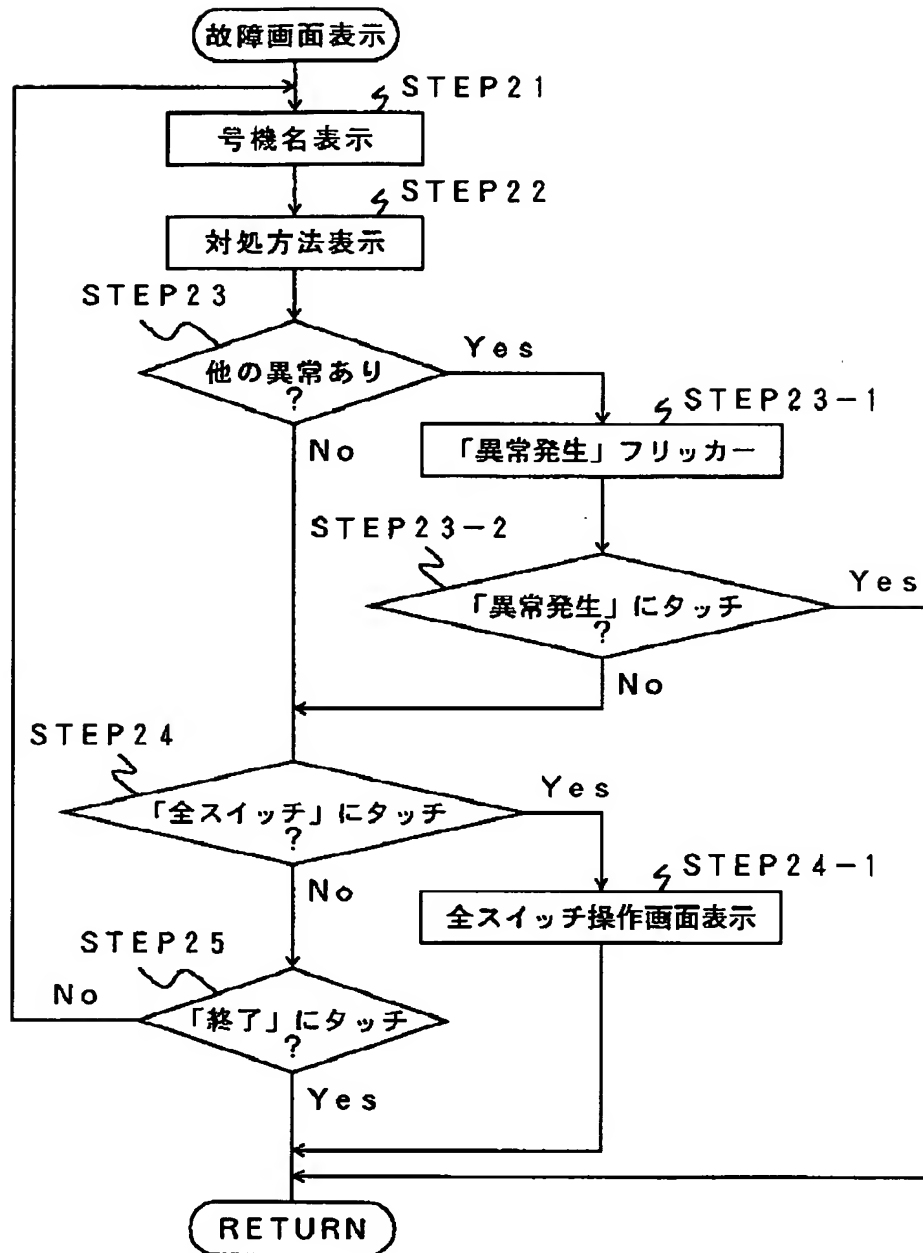 故障画面表示
STEP21
号機名表示
STEP22
対処方法表示
STEP23
他の異常あり
?
Yes
No
STEP23-1
「異常発生」フリッカー
STEP23-2
「異常発生」にタッチ
?
Yes
No
STEP24
「全スイッチ」にタッチ
?
Yes
No
STEP24-1
全スイッチ操作画面表示
STEP25
「終了」にタッチ
?
No
Yes
RETURN